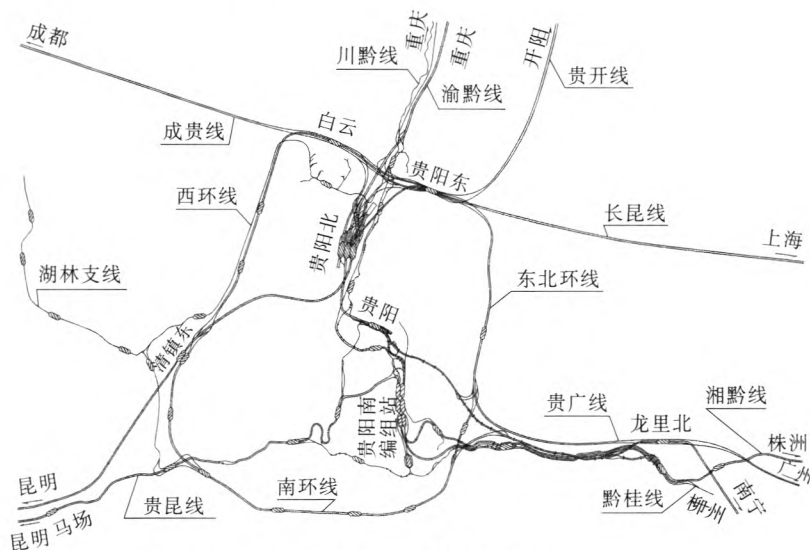 成都
重庆
重庆
开阳
川黔线
渝黔线
贵开线
白云
成贵线
贵阳东
西环线
长昆线
上海
贵阳北
湖林支线
东北环线
贵阳
清镇东
贵阳南
编组站
贵广线
龙里北
湘黔线
株洲
广州
昆明
昆明
马场
贵昆线
南环线
黔桂线
柳州
南宁